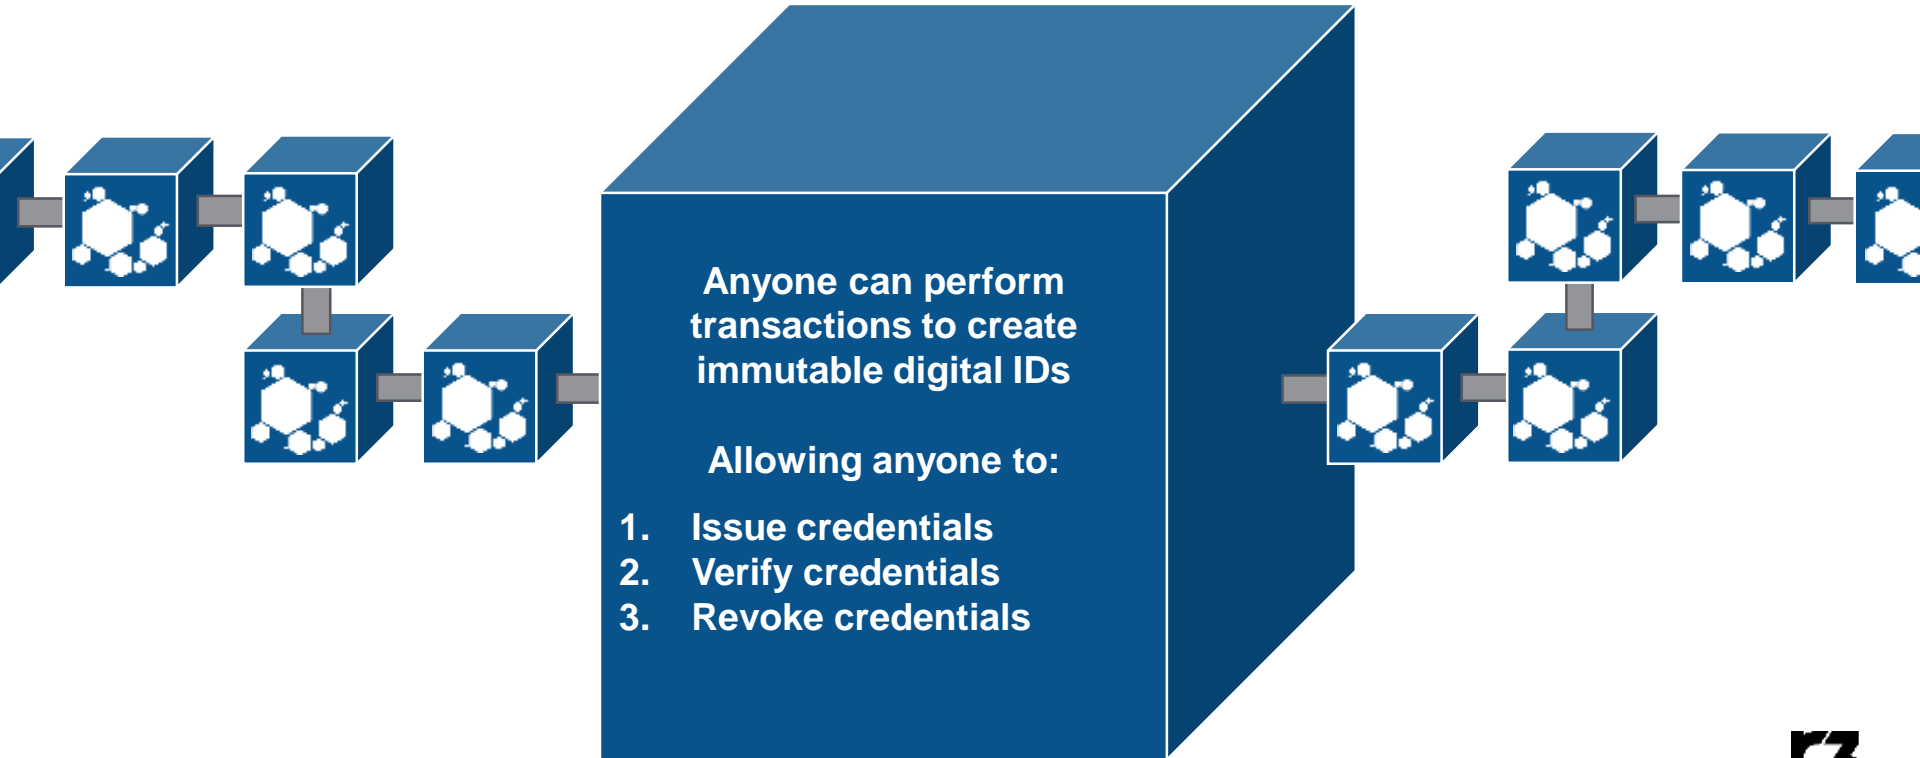 Anyone can perform
transactions to create
immutable digital IDs
Allowing anyone to:
1. Issue credentials
2. Verify credentials
3. Revoke credentials